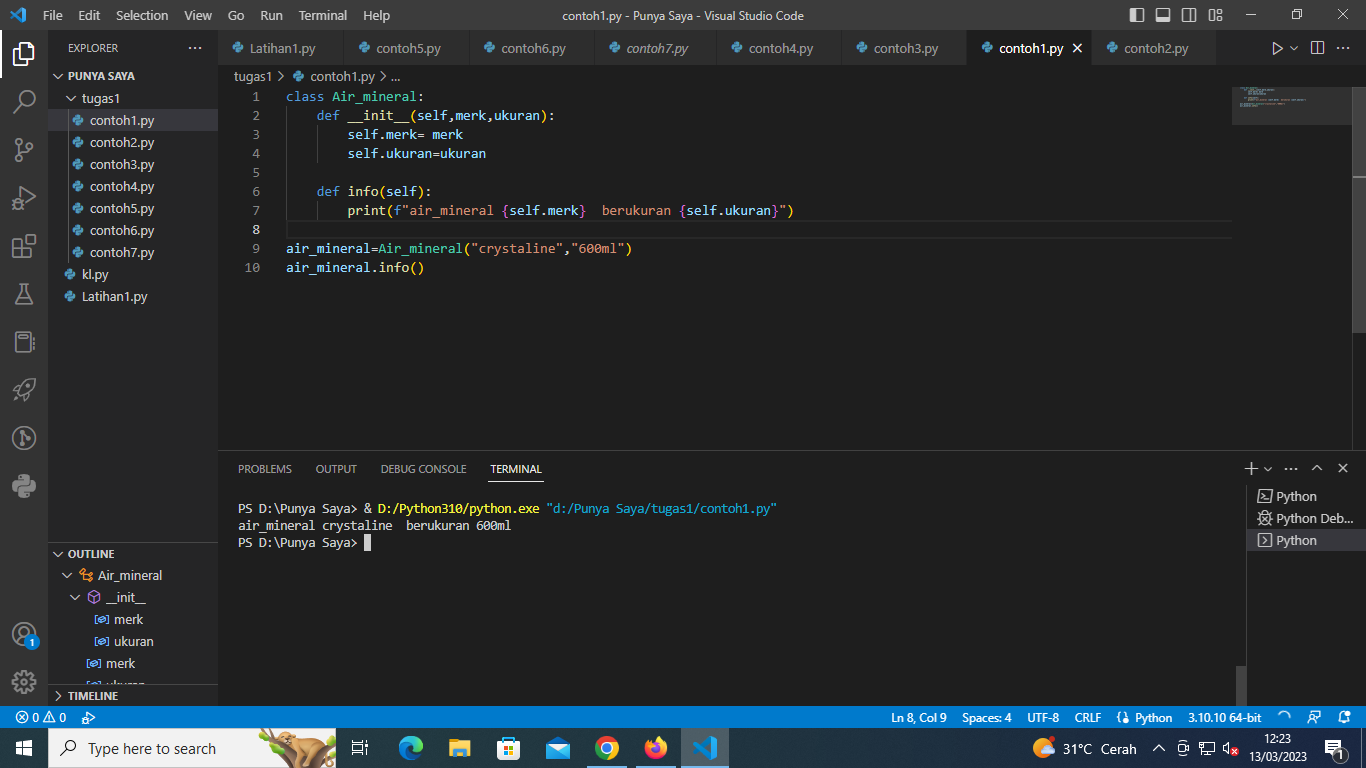 File Edit Selection View Go Run Terminal Help
contoh1.py - Punya Saya - Visual Studio Code
EXPLORER
PUNYA SAYA
tugas1
contoh1.py
contoh2.py
contoh3.py
contoh4.py
contoh5.py
contoh6.py
contoh7.py
kl.py
Latihan1.py
OUTLINE
Air_mineral
__init__
merk
ukuran
merk
TIMELINE
Latihan1.py contoh5.py contoh6.py contoh7.py contoh4.py contoh3.py contoh1.py contoh2.py
tugas1 > contoh1.py > ...
1 class Air_mineral:
2     def __init__(self,merk,ukuran):
3         self.merk= merk
4         self.ukuran=ukuran
5
6     def info(self):
7         print(f"air_mineral {self.merk}  berukuran {self.ukuran}")
8
9 air_mineral=Air_mineral("crystaline","600ml")
10 air_mineral.info()
PROBLEMS OUTPUT DEBUG CONSOLE TERMINAL
PS D:\Punya Saya> & D:/Python310/python.exe "d:/Punya Saya/tugas1/contoh1.py"
air_mineral crystaline  berukuran 600ml
PS D:\Punya Saya>
Python
Python Deb...
Python
1
0 0 Ln 8, Col 9 Spaces: 4 UTF-8 CRLF Python 3.10.10 64-bit
Type here to search
31°C Cerah
12:23
13/03/2023
1